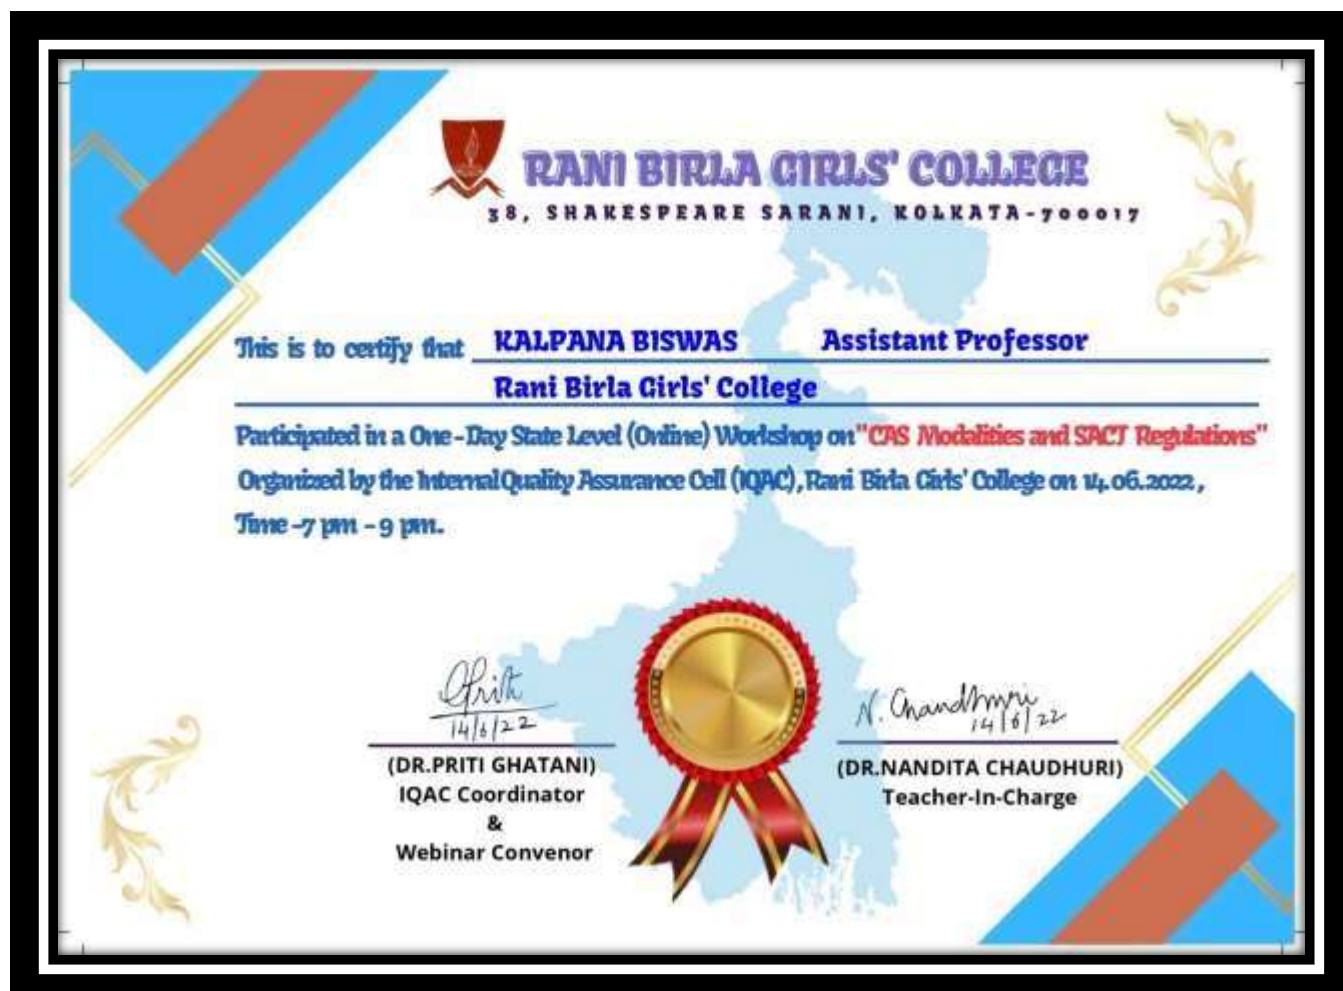 RANI BIRLA GIRLS' COLLEGE
38, SHAKESPEARE SARANI, KOLKATA-700017
This is to certify that KALPANA BISWAS Assistant Professor
Rani Birla Girls' College
Participated in a One-Day State Level (Online) Workshop on "CAS Modalities and SACT Regulations"
Organized by the Internal Quality Assurance Cell (IQAC), Rani Birla Girls' College on 14.06.2022,
Time -7 pm - 9 pm.
Priti
14/6/22
(DR.PRITI GHATANI)
IQAC Coordinator
&
Webinar Convenor
N. Chaudhuri
14/6/22
(DR.NANDITA CHAUDHURI)
Teacher-In-Charge